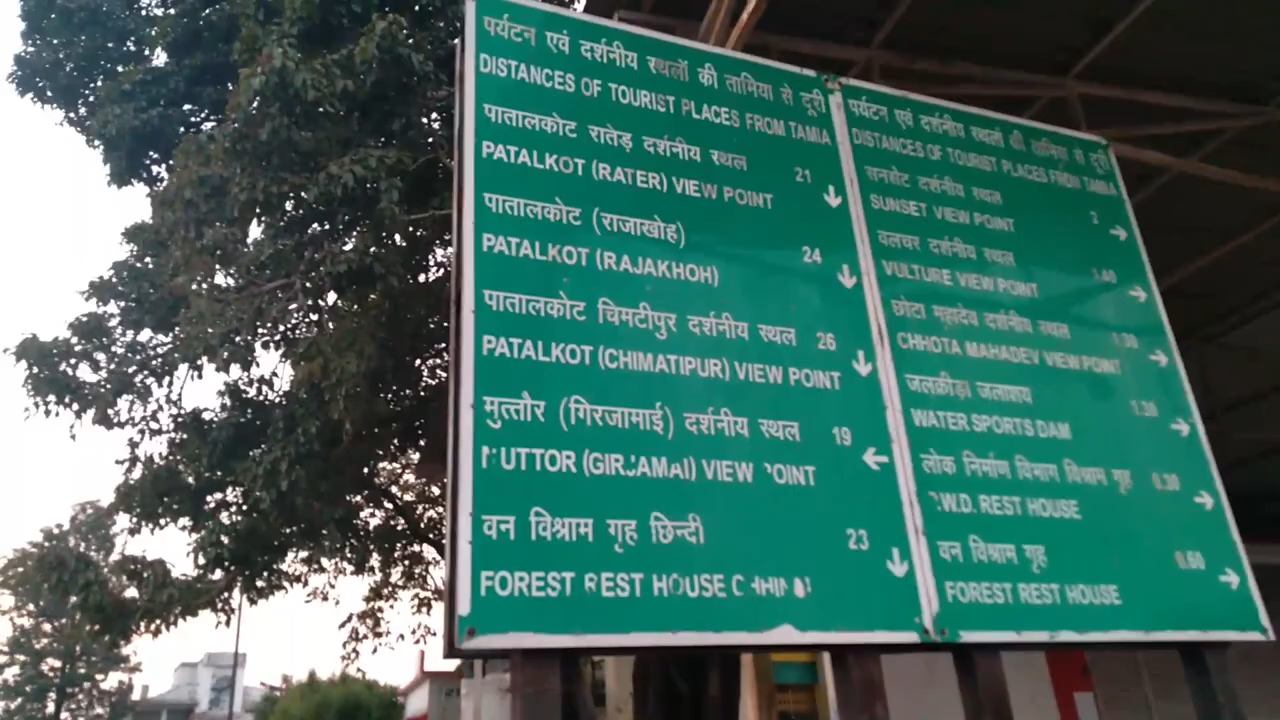 पर्यटन एवं दर्शनीय स्थलों की तामिया से दूरी
DISTANCES OF TOURIST PLACES FROM TAMIA
पातालकोट रातेड़ दर्शनीय स्थल 21
PATALKOT (RATER) VIEW POINT ↓
पातालकोट (राजाखोह) 24
PATALKOT (RAJAKHOH) ↓
पातालकोट चिमटीपुर दर्शनीय स्थल 26
PATALKOT (CHIMATIPUR) VIEW POINT ↓
मुत्तौर (गिरजामाई) दर्शनीय स्थल 19
(GIRJAMAI) VIEW POINT ←
वन विश्राम गृह छिन्दी 23
FOREST REST HOUSE ↓
पर्यटन एवं दर्शनीय स्थलों की तामिया से दूरी
DISTANCES OF TOURIST PLACES FROM TAMIA
सनसेट दर्शनीय स्थल 2
SUNSET VIEW POINT →
वलचर दर्शनीय स्थल 1.40
VULTURE VIEW POINT →
छोटा महादेव दर्शनीय स्थल 1.30
CHHOTA MAHADEV VIEW POINT →
जलक्रीड़ा जलाशय
WATER SPORTS DAM →
लोक निर्माण विभाग विश्राम गृह 0.30
P.W.D. REST HOUSE →
वन विश्राम गृह 0.60
FOREST REST HOUSE →